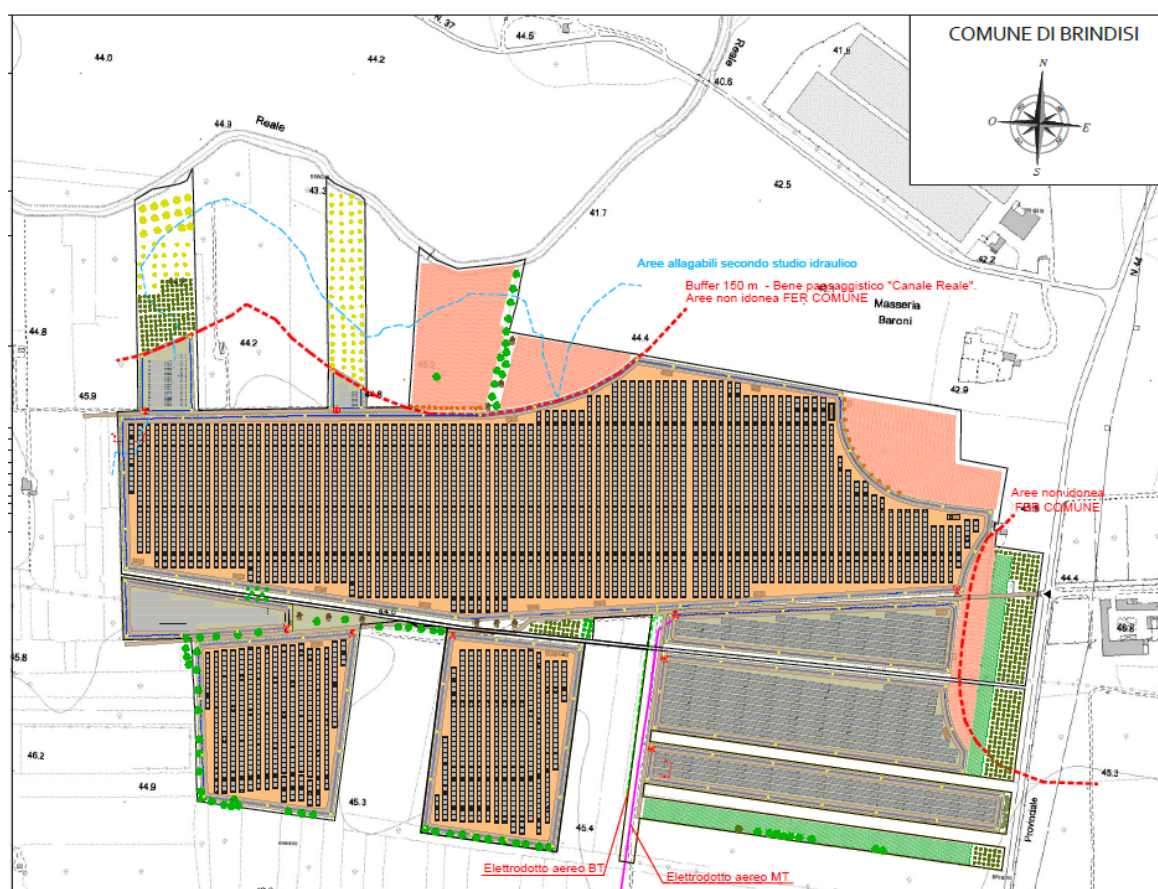 N. 37
44.5
COMUNE DI BRINDISI
44.2
41.5
Reale
40.6
N
O
E
S
44.9
Reale
43.3
42.5
41.7
42.2
N. 44
Aree allagabili secondo studio idraulico
Buffer 150 m - Bene paesaggistico "Canale Reale".
Aree non idonea FER COMUNE
Masseria
Baroni
44.8
44.2
44.4
42.9
45.9
Aree non idonea
FER COMUNE
44.4
46.8
45.8
46.2
44.9
45.3
45.4
45.3
Provinciale
Elettrodotto aereo BT
Elettrodotto aereo MT